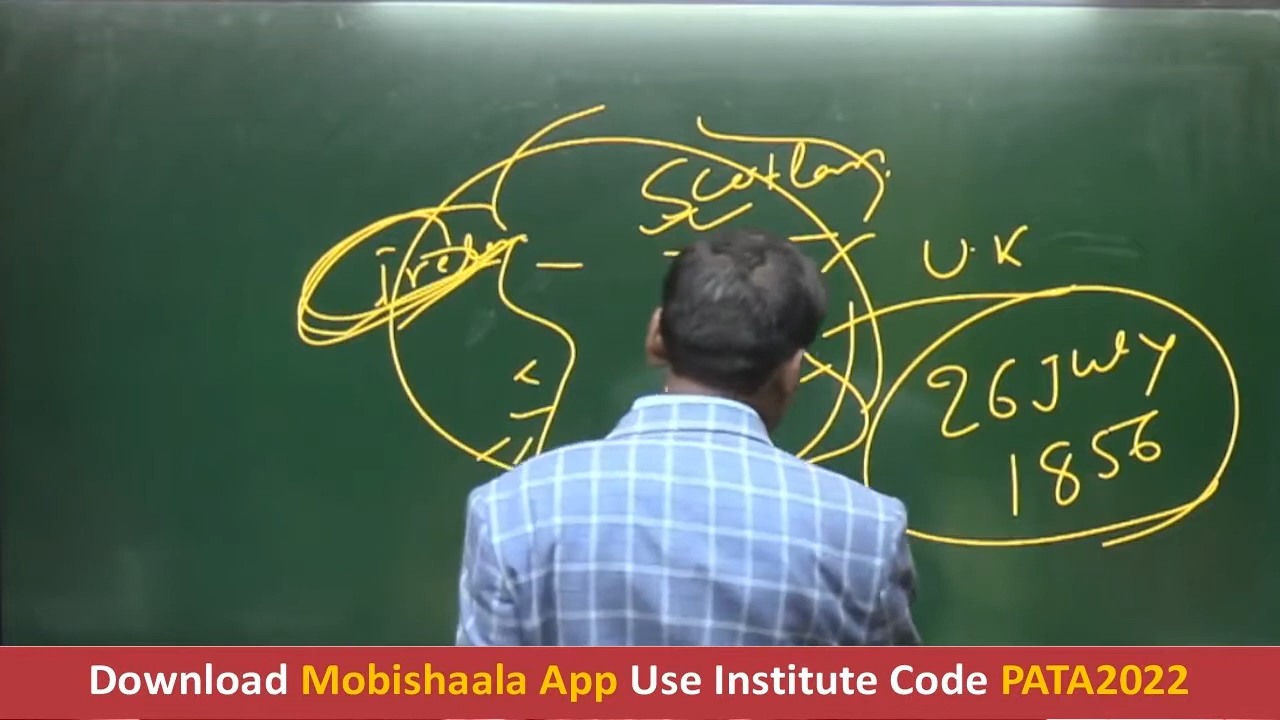 Scotland
Ireland
U.K
26 July
1856
Download Mobishaala App Use Institute Code PATA2022